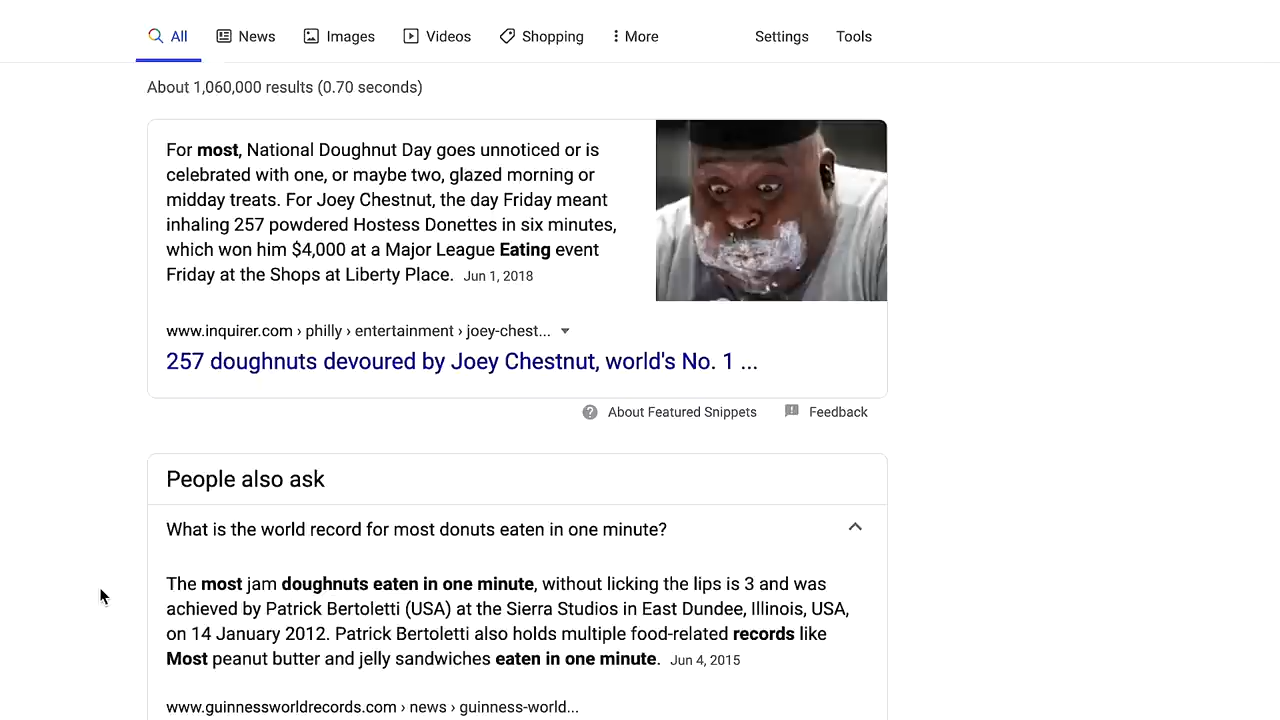 All News Images Videos Shopping More Settings Tools
About 1,060,000 results (0.70 seconds)
For most, National Doughnut Day goes unnoticed or is
celebrated with one, or maybe two, glazed morning or
midday treats. For Joey Chestnut, the day Friday meant
inhaling 257 powdered Hostess Donettes in six minutes,
which won him $4,000 at a Major League Eating event
Friday at the Shops at Liberty Place. Jun 1, 2018
www.inquirer.com › philly › entertainment › joey-chest...
257 doughnuts devoured by Joey Chestnut, world's No. 1 ...
About Featured Snippets Feedback
People also ask
What is the world record for most donuts eaten in one minute?
The most jam doughnuts eaten in one minute, without licking the lips is 3 and was
achieved by Patrick Bertoletti (USA) at the Sierra Studios in East Dundee, Illinois, USA,
on 14 January 2012. Patrick Bertoletti also holds multiple food-related records like
Most peanut butter and jelly sandwiches eaten in one minute. Jun 4, 2015
www.guinnessworldrecords.com › news › guinness-world...